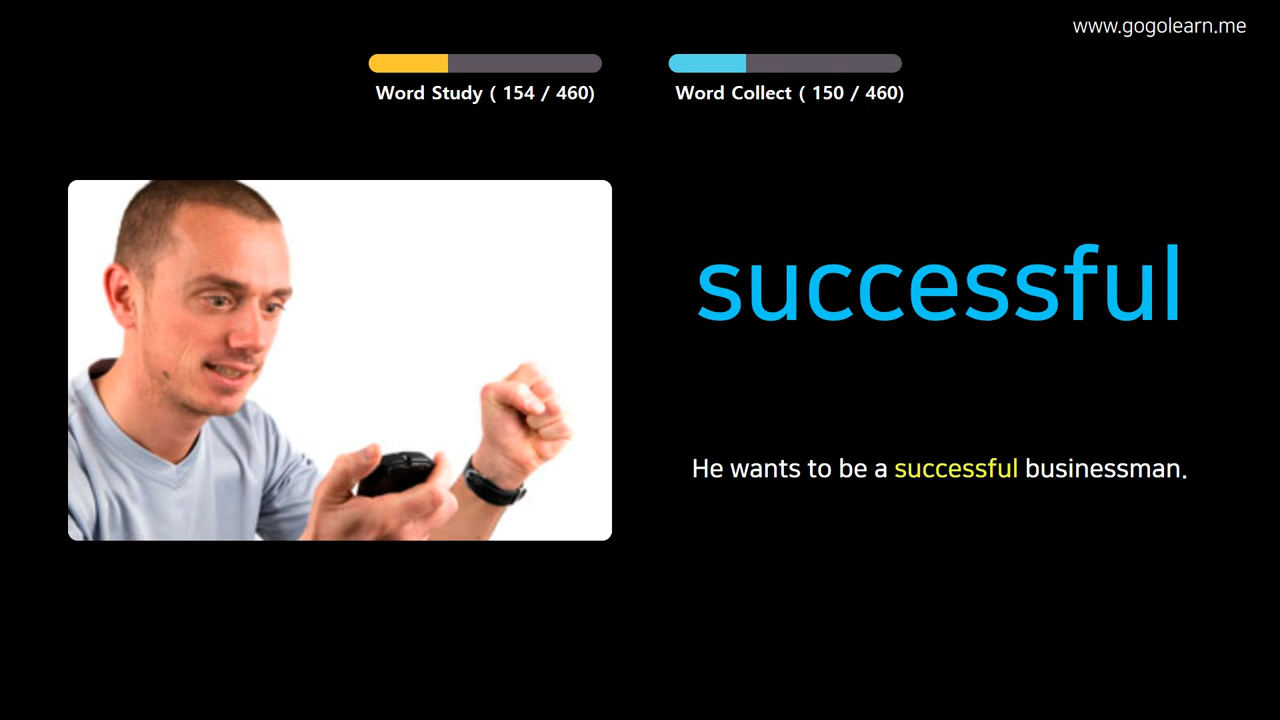 www.gogolearn.me
Word Study ( 154 / 460)
Word Collect ( 150 / 460)
successful
He wants to be a successful businessman.